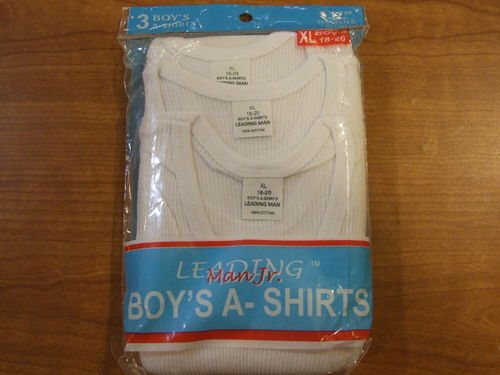 3 BOY'S
A-SHIRTS
XL BOY'S
18-20
XL
18-20
BOY'S A-SHIRTS
LEADING MAN
XL
18-20
BOY'S A-SHIRTS
LEADING MAN
100% COTTON
XL
18-20
BOY'S A-SHIRTS
LEADING MAN
100% COTTON
LEADING ™
Man Jr.
BOY'S A- SHIRTS